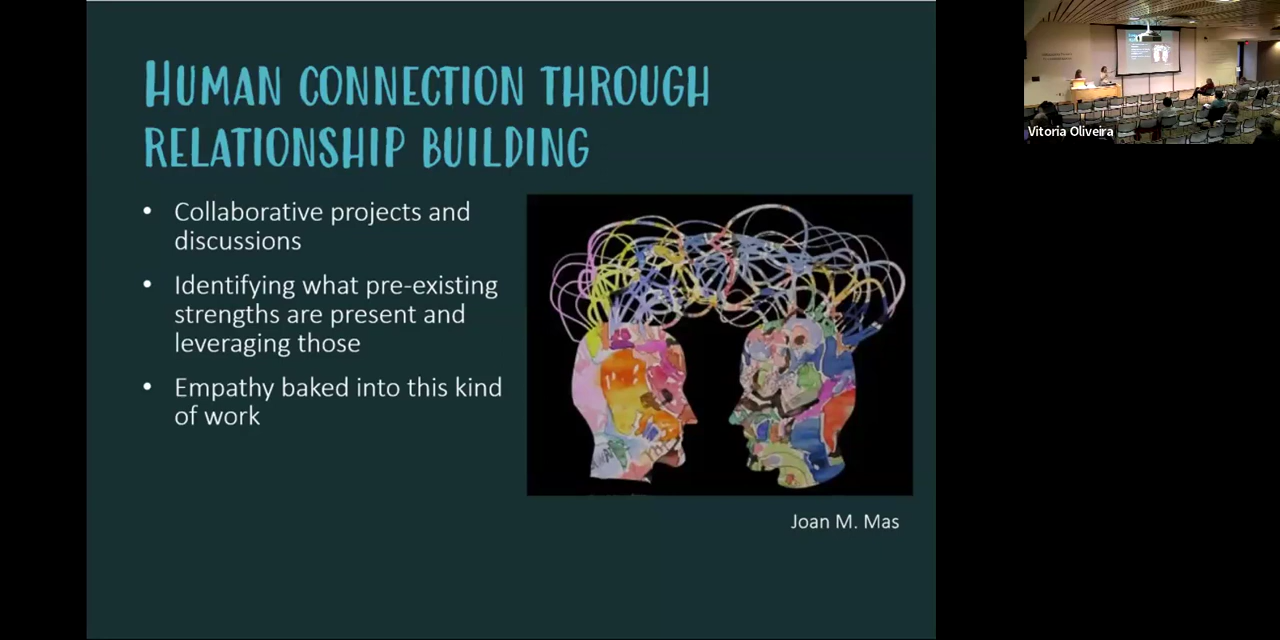 HUMAN CONNECTION THROUGH
RELATIONSHIP BUILDING
• Collaborative projects and
discussions
• Identifying what pre-existing
strengths are present and
leveraging those
• Empathy baked into this kind
of work
Joan M. Mas
Vitoria Oliveira